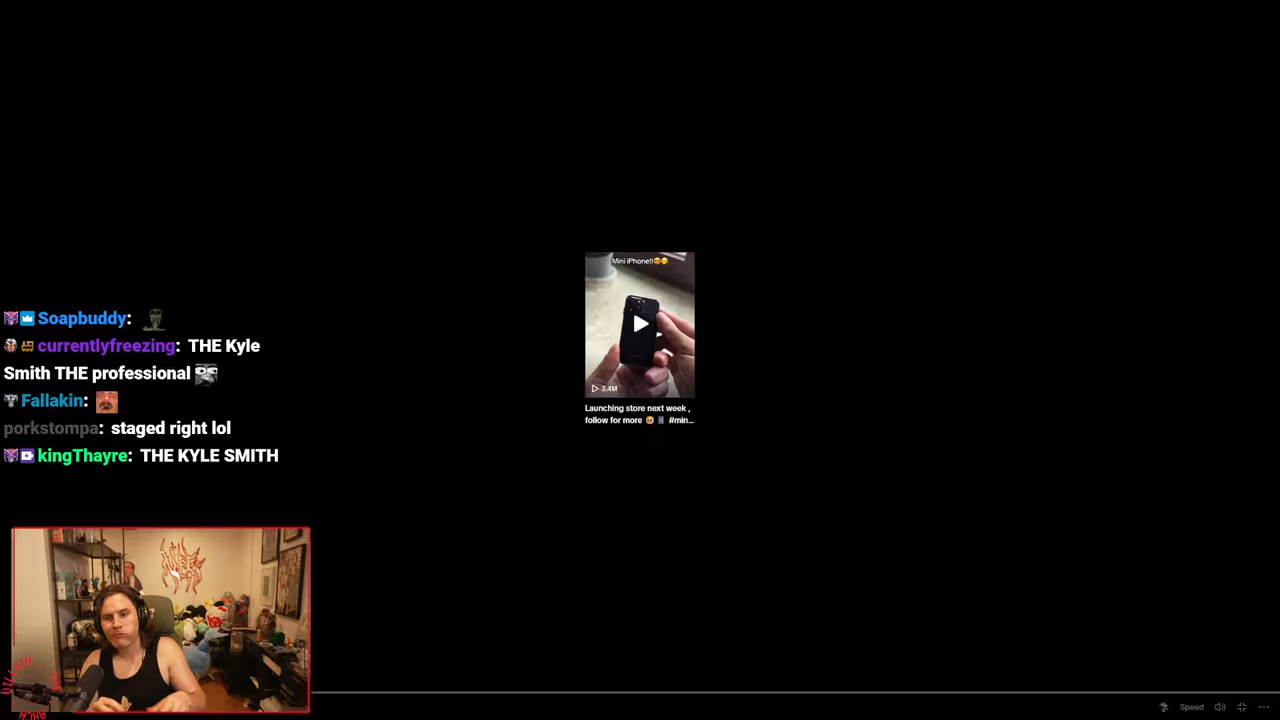 Mini iPhone!!😍😏
3.4M
Launching store next week ,
follow for more 🥹 📱 #min...
Soapbuddy:
currentlyfreezing: THE Kyle
Smith THE professional
Fallakin:
porkstompa: staged right lol
kingThayre: THE KYLE SMITH
Speed